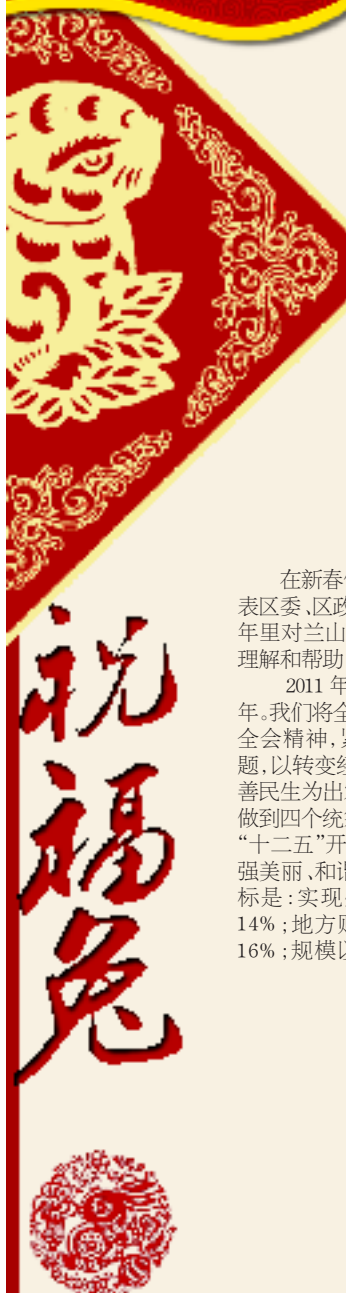 祝
福
兔
在新春
表区委、区政
年里对兰山
理解和帮助
2011 年
年。我们将全
全会精神,
题,以转变经
善民生为出
做到四个统
“十二五”开
强美丽、和谐
标是:实现
14%;地方财
16%;规模以